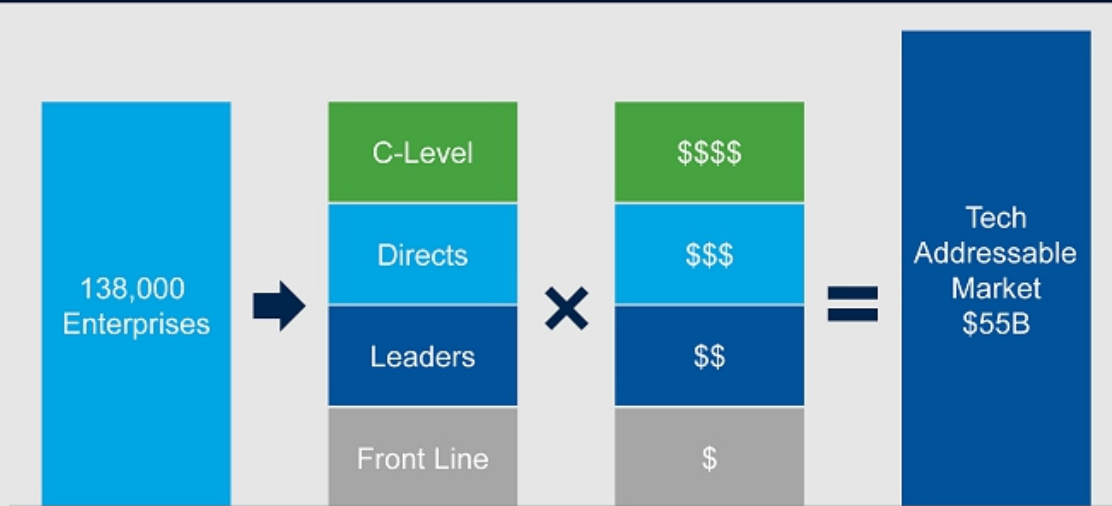 138,000
Enterprises
C-Level
Directs
Leaders
Front Line
$$$$
$$$
$$
$
Tech
Addressable
Market
$55B